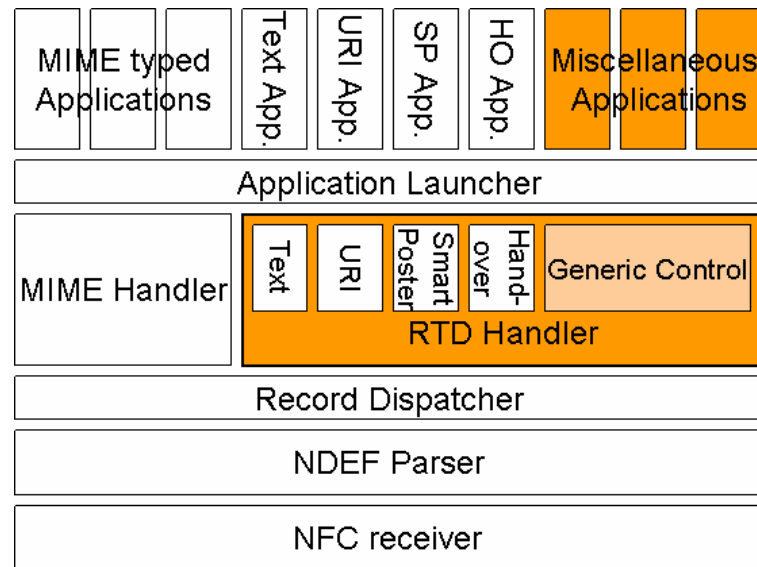 MIME typed
Applications
Text App.
URI App.
SP App.
HO App.
Miscellaneous
Applications
Application Launcher
MIME Handler
Text
URI
Smart
Poster
Hand-
over
Generic Control
RTD Handler
Record Dispatcher
NDEF Parser
NFC receiver